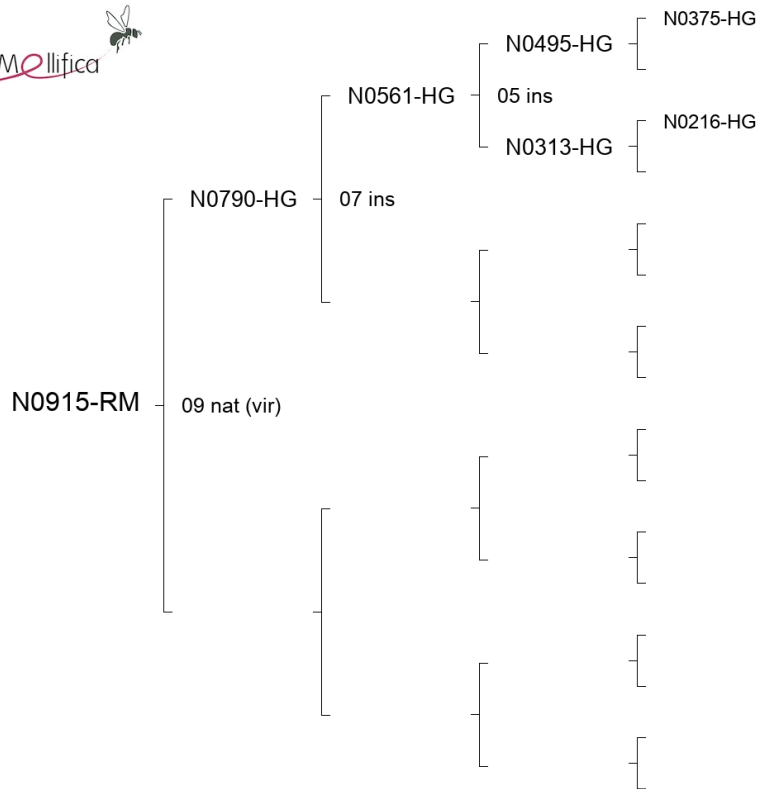 Mellifica
N0375-HG
N0495-HG
N0561-HG
05 ins
N0216-HG
N0313-HG
N0790-HG
07 ins
N0915-RM
09 nat (vir)